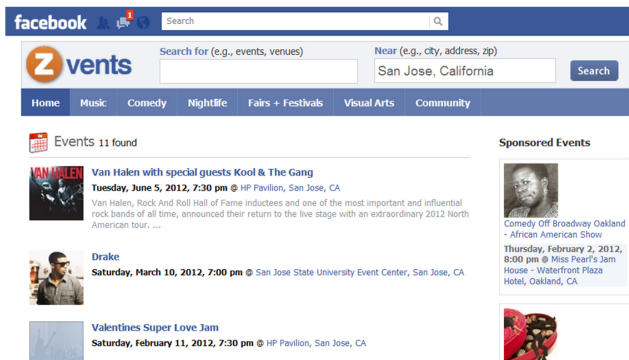 facebook
1
Search
Z vents
Search for (e.g., events, venues)
Near (e.g, city, address, zip)
San Jose, California
Search
Home Music Comedy Nightlife Fairs + Festivals Visual Arts Community
Events 11 found
Van Halen with special guests Kool & The Gang
Tuesday, June 5, 2012, 7:30 pm @ HP Pavilion, San Jose, CA
Van Halen, Rock And Roll Hall of Fame inductees and one of the most important and influential
rock bands of all time, announced their return to the live stage with an extraordinary 2012 North
American tour. ...
VAN HALEN
Drake
Saturday, March 10, 2012, 7:00 pm @ San Jose State University Event Center, San Jose, CA
Valentines Super Love Jam
Saturday, February 11, 2012, 7:30 pm @ HP Pavilion, San Jose, CA
Sponsored Events
Comedy Off Broadway Oakland
- African American Show
Thursday, February 2, 2012,
8:00 pm @ Miss Pearl's Jam
House - Waterfront Plaza
Hotel, Oakland, CA